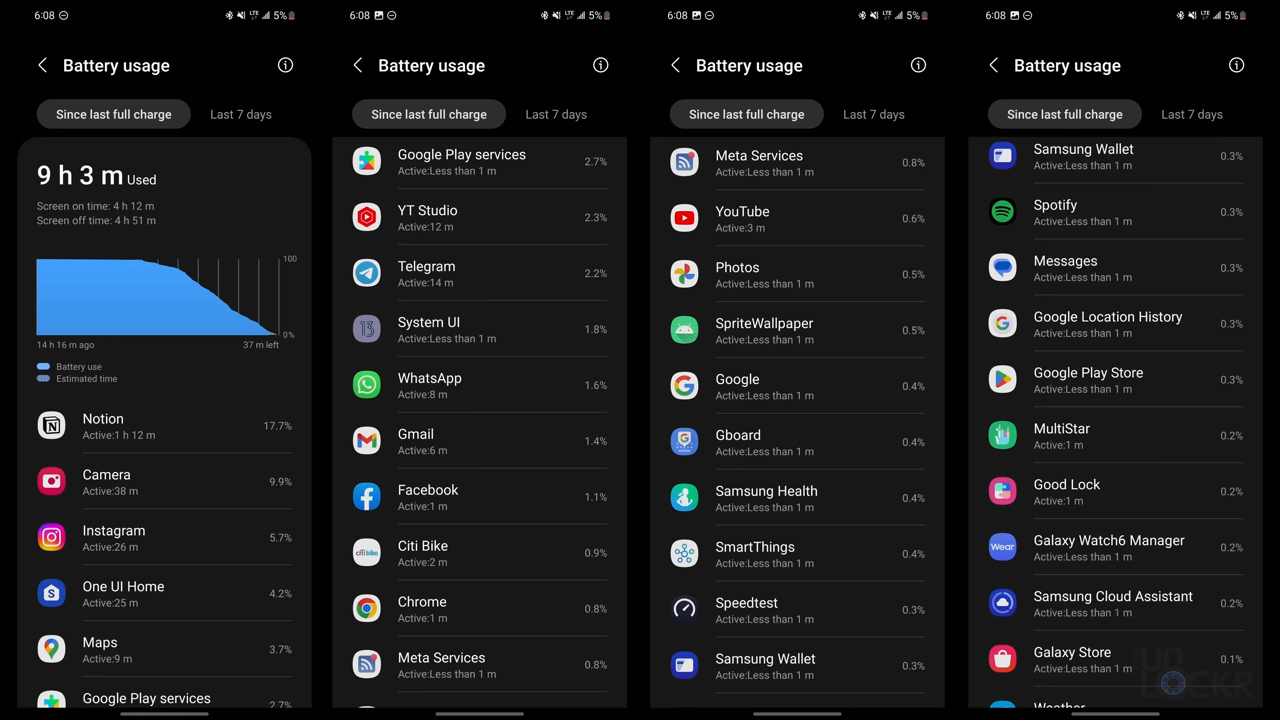 6:08
LTE
5%
Battery usage
Since last full charge
Last 7 days
9 h 3 m Used
Screen on time: 4 h 12 m
Screen off time: 4 h 51 m
100
0%
14 h 16 m ago
37 m left
Battery use
Estimated time
Notion
Active:1 h 12 m
17.7%
Camera
Active:38 m
9.9%
Instagram
Active:26 m
5.7%
One UI Home
Active:25 m
4.2%
Maps
Active:9 m
3.7%
Google Play services
2.7%
6:08
LTE
5%
Battery usage
Since last full charge
Last 7 days
Google Play services
Active:Less than 1 m
2.7%
YT Studio
Active:12 m
2.3%
Telegram
Active:14 m
2.2%
13
System UI
Active:Less than 1 m
1.8%
WhatsApp
Active:8 m
1.6%
Gmail
Active:6 m
1.4%
Facebook
Active:1 m
1.1%
citi bike
Citi Bike
Active:2 m
0.9%
Chrome
Active:1 m
0.8%
Meta Services
Active:Less than 1 m
0.8%
6:08
LTE
5%
Battery usage
Since last full charge
Last 7 days
Meta Services
Active:Less than 1 m
0.8%
YouTube
Active:3 m
0.6%
Photos
Active:Less than 1 m
0.5%
SpriteWallpaper
Active:Less than 1 m
0.5%
Google
Active:Less than 1 m
0.4%
Gboard
Active:Less than 1 m
0.4%
Samsung Health
Active:Less than 1 m
0.4%
SmartThings
Active:Less than 1 m
0.4%
Speedtest
Active:Less than 1 m
0.3%
Samsung Wallet
Active:Less than 1 m
0.3%
6:08
LTE
5%
Battery usage
Since last full charge
Last 7 days
Samsung Wallet
Active:Less than 1 m
0.3%
Spotify
Active:Less than 1 m
0.3%
Messages
Active:Less than 1 m
0.3%
Google Location History
Active:Less than 1 m
0.3%
Google Play Store
Active:Less than 1 m
0.3%
MultiStar
Active:1 m
0.2%
Good Lock
Active:1 m
0.2%
Wear
Galaxy Watch6 Manager
Active:Less than 1 m
0.2%
Samsung Cloud Assistant
Active:Less than 1 m
0.2%
Galaxy Store
Active:Less than 1 m
0.1%
Weather
THE
UN
LOCKR